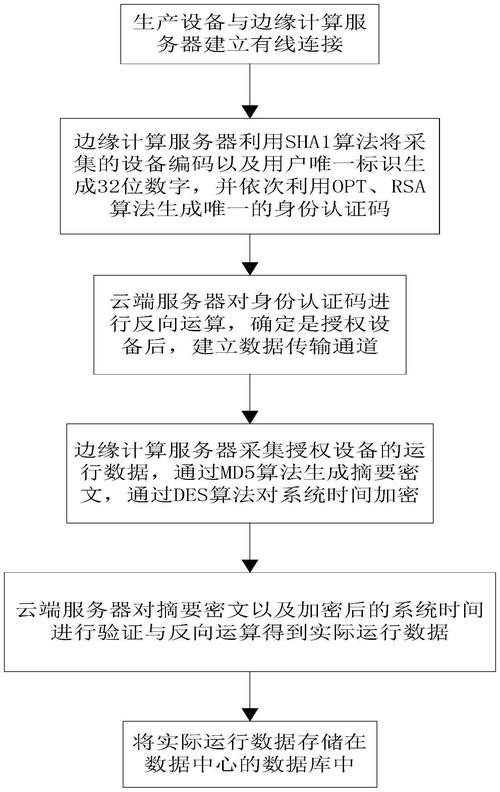 生产设备与边缘计算服
务器建立有线连接
边缘计算服务器利用SHA1算法将采
集的设备编码以及用户唯一标识生
成32位数字，并依次利用OPT、RSA
算法生成唯一的身份认证码
云端服务器对身份认证码进
行反向运算，确定是授权设
备后，建立数据传输通道
边缘计算服务器采集授权设备的运
行数据，通过MD5算法生成摘要密
文，通过DES算法对系统时间加密
云端服务器对摘要密文以及加密后的系统时间
进行验证与反向运算得到实际运行数据
将实际运行数据存储在
数据中心的数据库中